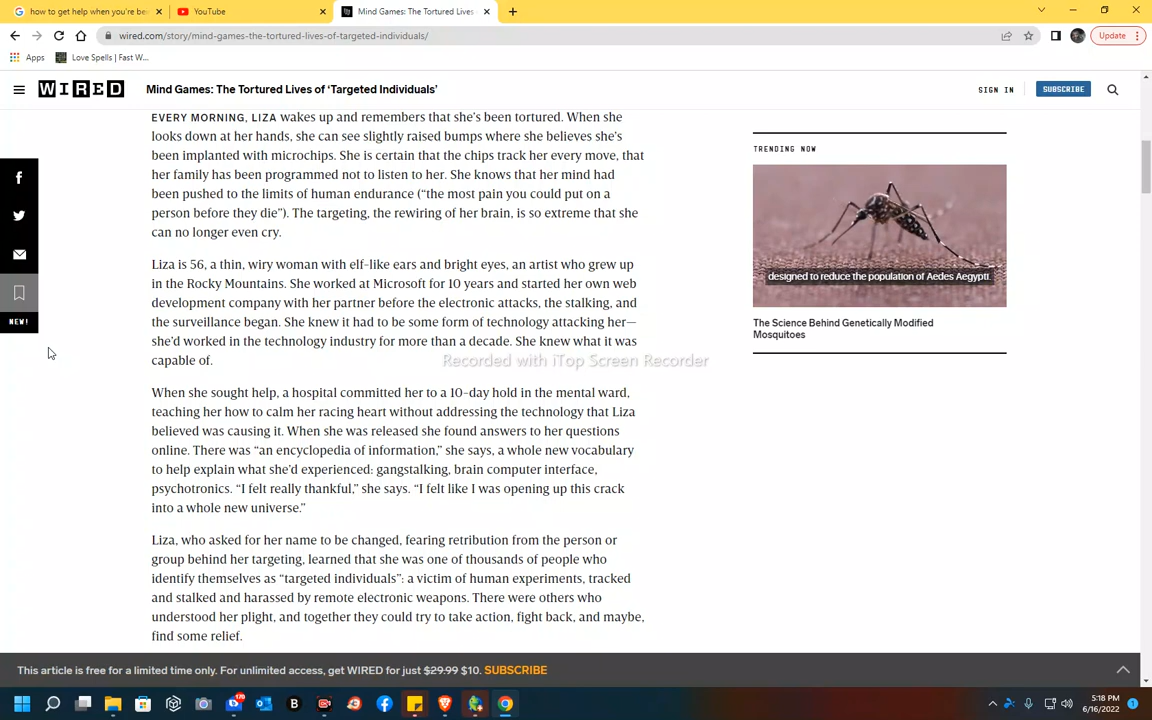 how to get help when you're be
YouTube
Mind Games: The Tortured Lives
wired.com/story/mind-games-the-tortured-lives-of-targeted-individuals/
Update
Apps
Love Spells | Fast W...
WIRED
Mind Games: The Tortured Lives of ‘Targeted Individuals’
SIGN IN
SUBSCRIBE
EVERY MORNING, LIZA wakes up and remembers that she’s been tortured. When she
looks down at her hands, she can see slightly raised bumps where she believes she’s
been implanted with microchips. She is certain that the chips track her every move, that
her family has been programmed not to listen to her. She knows that her mind had
been pushed to the limits of human endurance (“the most pain you could put on a
person before they die”). The targeting, the rewiring of her brain, is so extreme that she
can no longer even cry.
Liza is 56, a thin, wiry woman with elf-like ears and bright eyes, an artist who grew up
in the Rocky Mountains. She worked at Microsoft for 10 years and started her own web
development company with her partner before the electronic attacks, the stalking, and
the surveillance began. She knew it had to be some form of technology attacking her—
she’d worked in the technology industry for more than a decade. She knew what it was
capable of.
When she sought help, a hospital committed her to a 10-day hold in the mental ward,
teaching her how to calm her racing heart without addressing the technology that Liza
believed was causing it. When she was released she found answers to her questions
online. There was “an encyclopedia of information,” she says, a whole new vocabulary
to help explain what she’d experienced: gangstalking, brain computer interface,
psychotronics. “I felt really thankful,” she says. “I felt like I was opening up this crack
into a whole new universe.”
Liza, who asked for her name to be changed, fearing retribution from the person or
group behind her targeting, learned that she was one of thousands of people who
identify themselves as “targeted individuals”: a victim of human experiments, tracked
and stalked and harassed by remote electronic weapons. There were others who
understood her plight, and together they could try to take action, fight back, and maybe,
find some relief.
NEW!
TRENDING NOW
designed to reduce the population of Aedes Aegypti.
The Science Behind Genetically Modified
Mosquitoes
Recorded with iTop Screen Recorder
This article is free for a limited time only. For unlimited access, get WIRED for just $29.99 $10. SUBSCRIBE
5:18 PM
6/16/2022